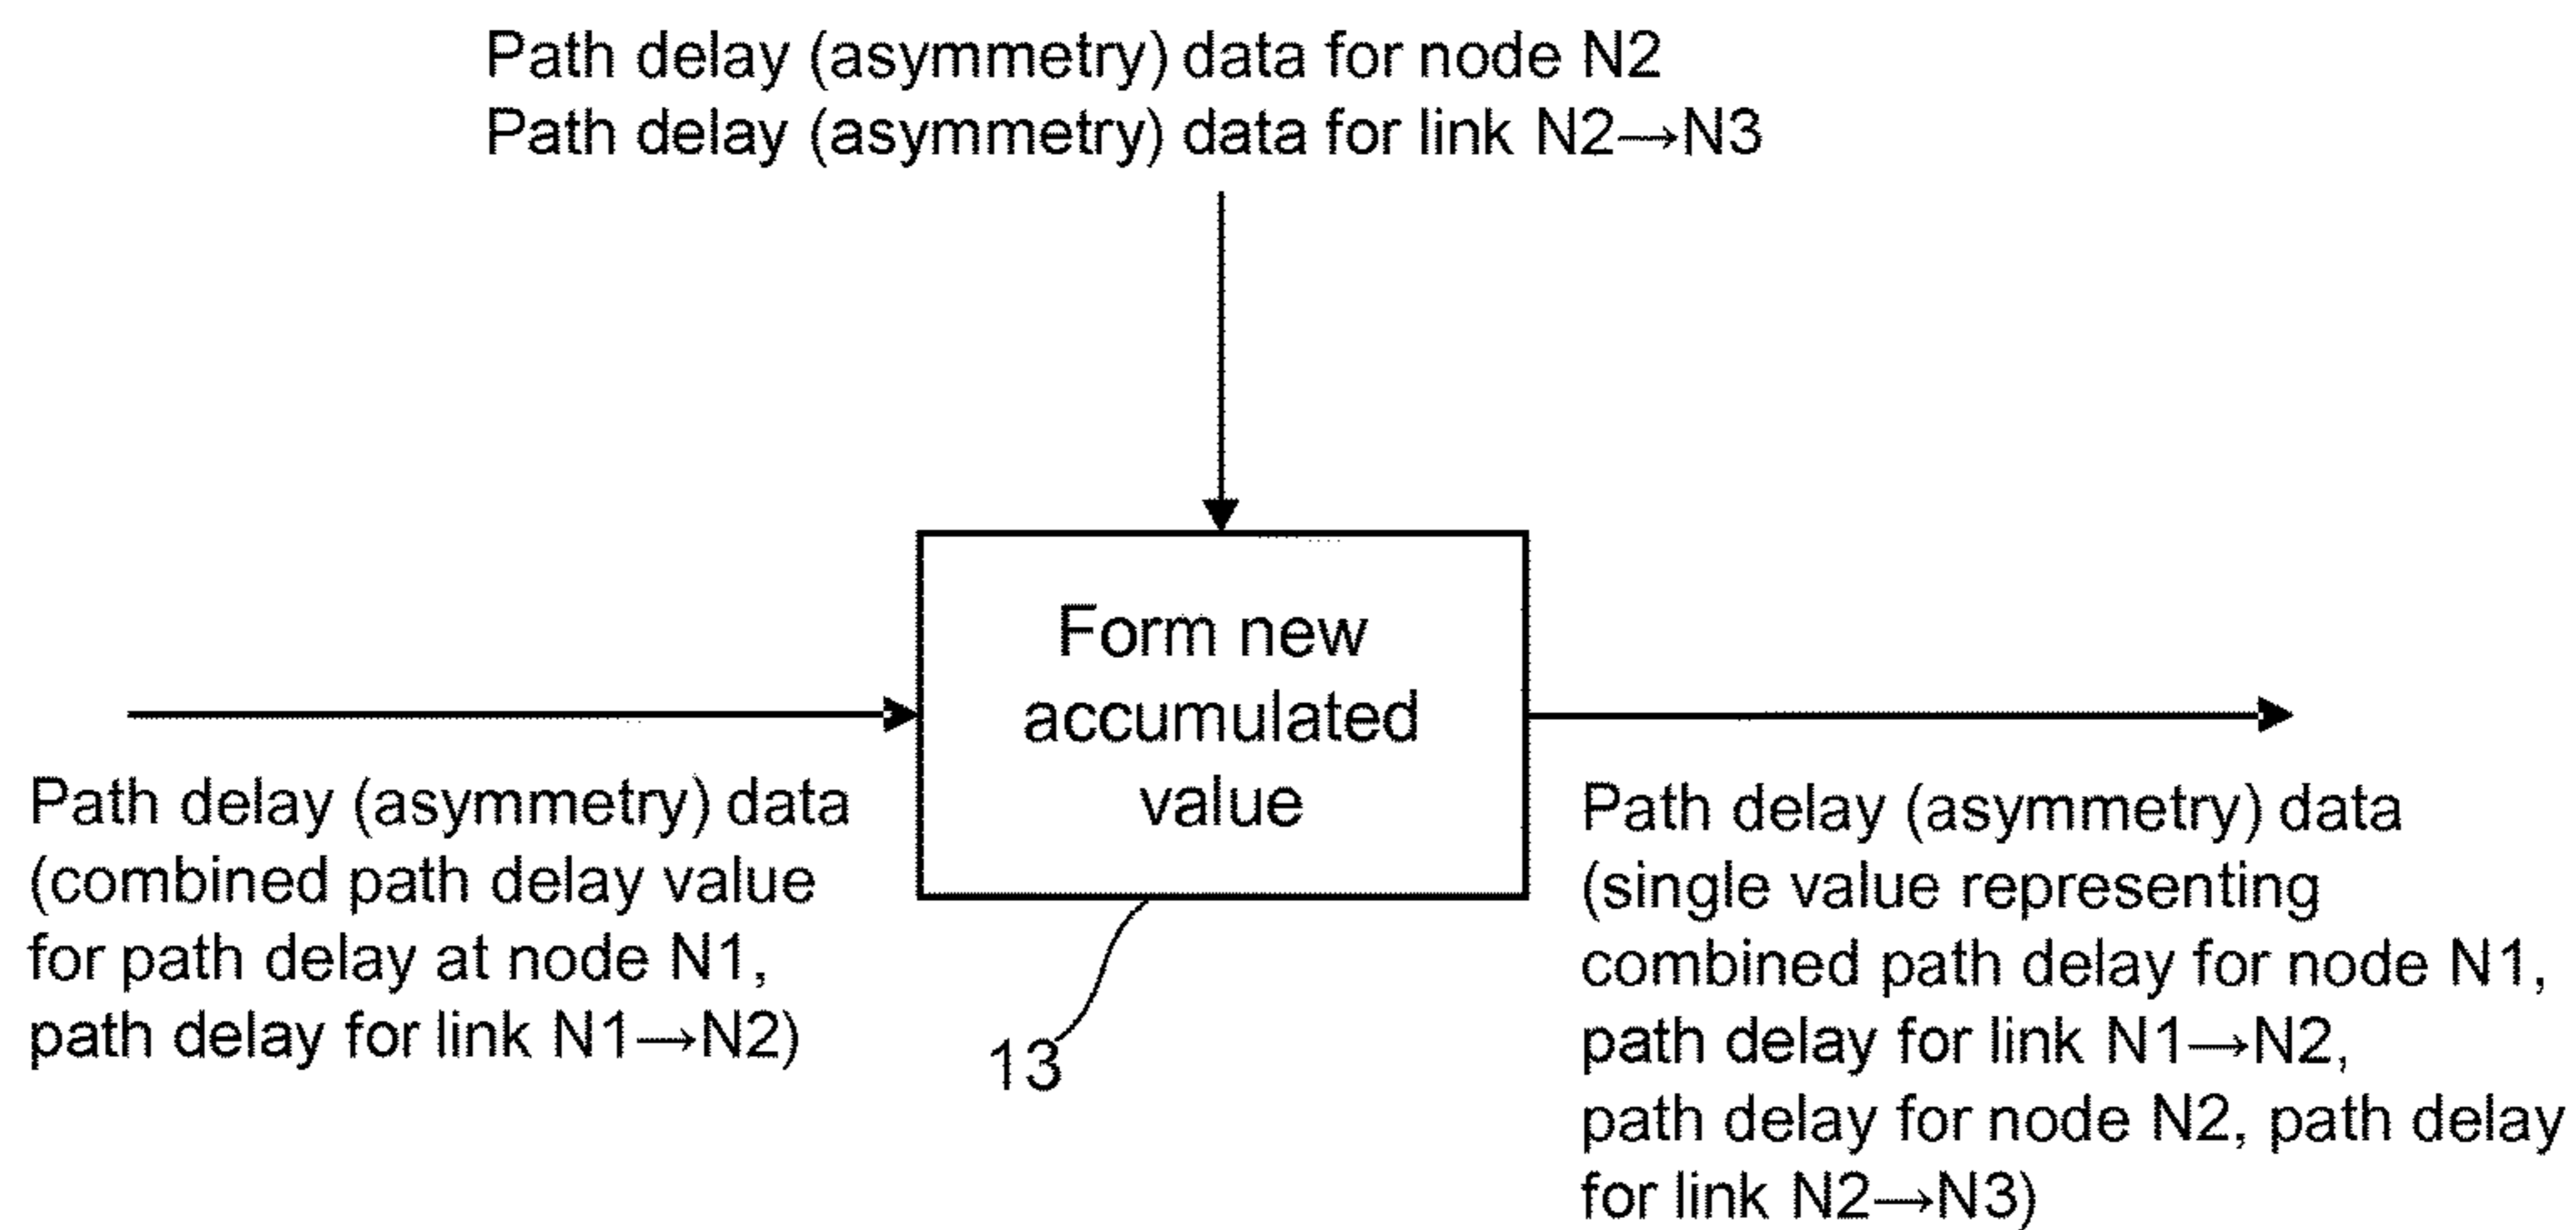 Path delay (asymmetry) data for node N2
Path delay (asymmetry) data for link N2→N3
Form new
accumulated
value
Path delay (asymmetry) data
(combined path delay value
for path delay at node N1,
path delay for link N1→N2)
13
Path delay (asymmetry) data
(single value representing
combined path delay for node N1,
path delay for link N1→N2,
path delay for node N2, path delay
for link N2→N3)